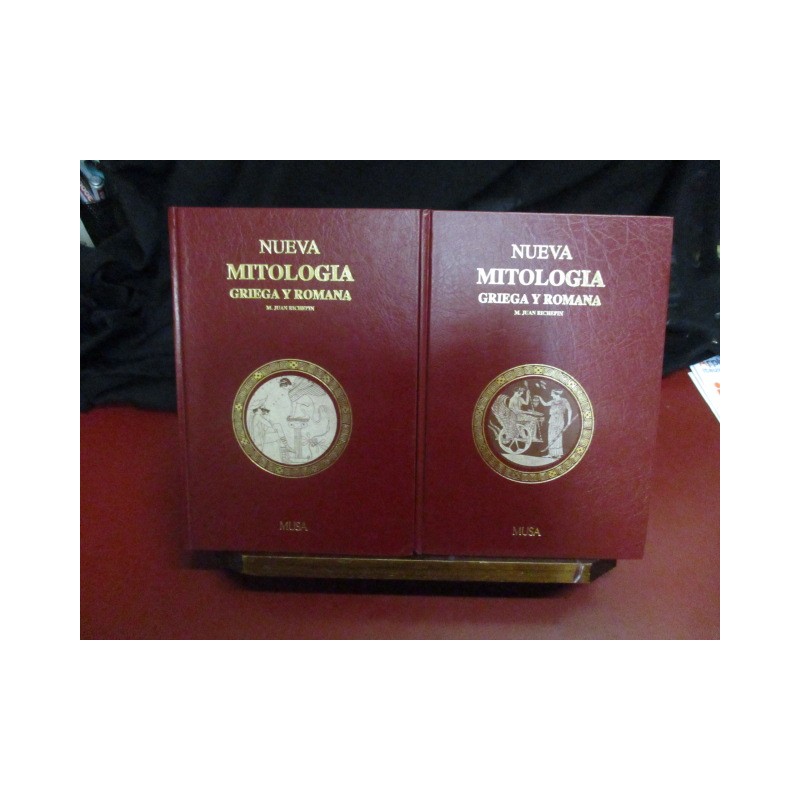 NUEVA
MITOLOGIA
GRIEGA Y ROMANA
M. JUAN RICHEPIN
MUSA
NUEVA
MITOLOGIA
GRIEGA Y ROMANA
M. JUAN RICHEPIN
MUSA